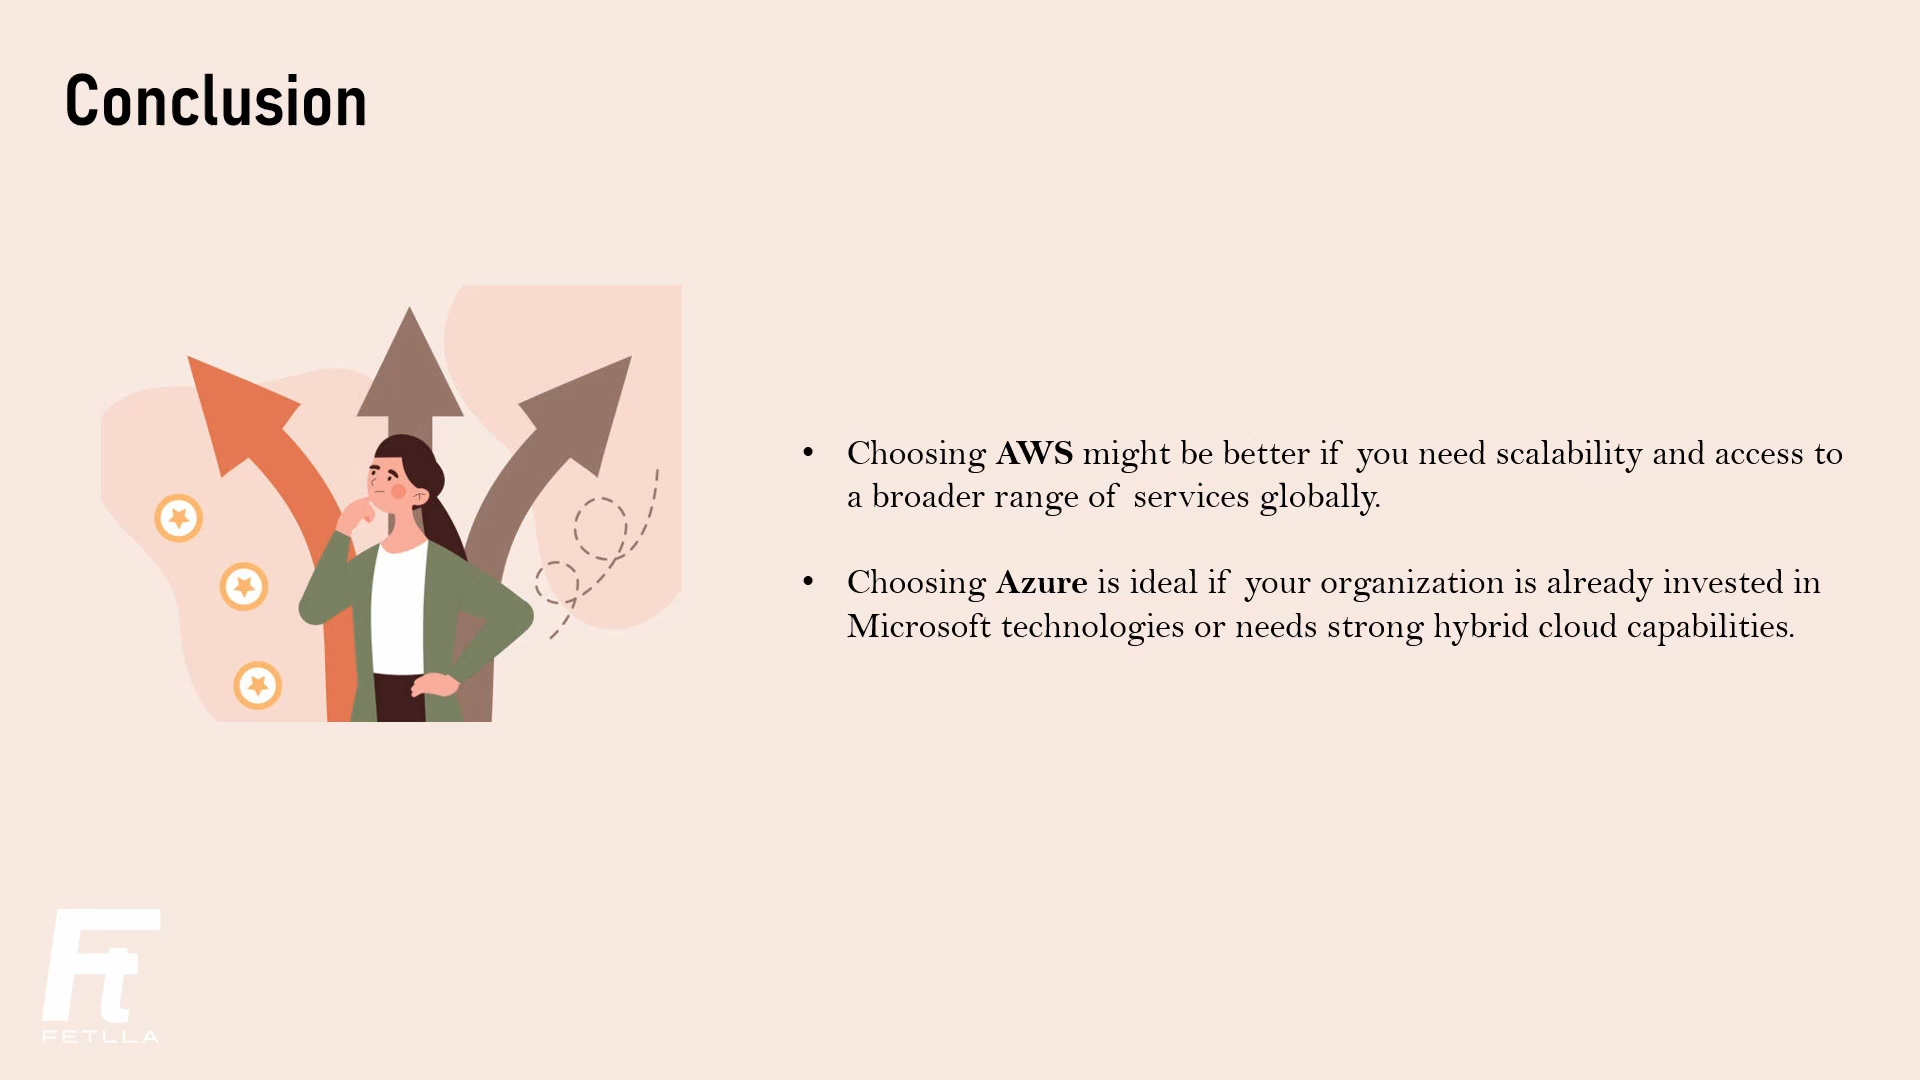 Conclusion
• Choosing AWS might be better if you need scalability and access to
a broader range of services globally.
• Choosing Azure is ideal if your organization is already invested in
Microsoft technologies or needs strong hybrid cloud capabilities.
Ft
FETLLA